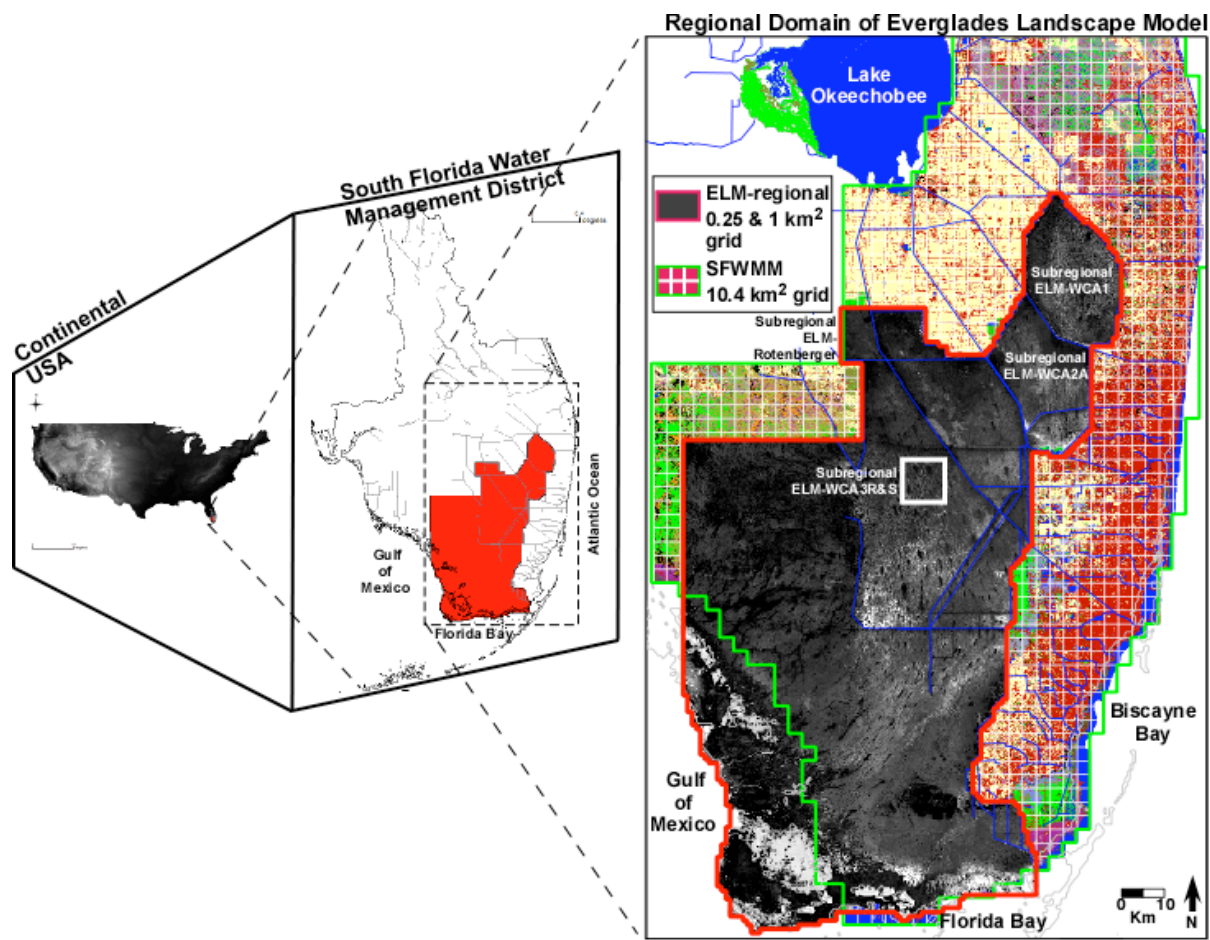 Regional Domain of Everglades Landscape Model
Lake
Okeechobee
South Florida Water
Management District
ELM-regional
0.25 & 1 km²
grid
SFWMM
10.4 km² grid
Subregional
ELM-WCA1
Continental
USA
Subregional
ELM-
Rotenberger
Subregional
ELM-WCA2A
Subregional
ELM-WCA3R&S
Atlantic Ocean
Gulf
of
Mexico
Florida Bay
Biscayne
Bay
Gulf
of
Mexico
0 10
Km
N
Florida Bay